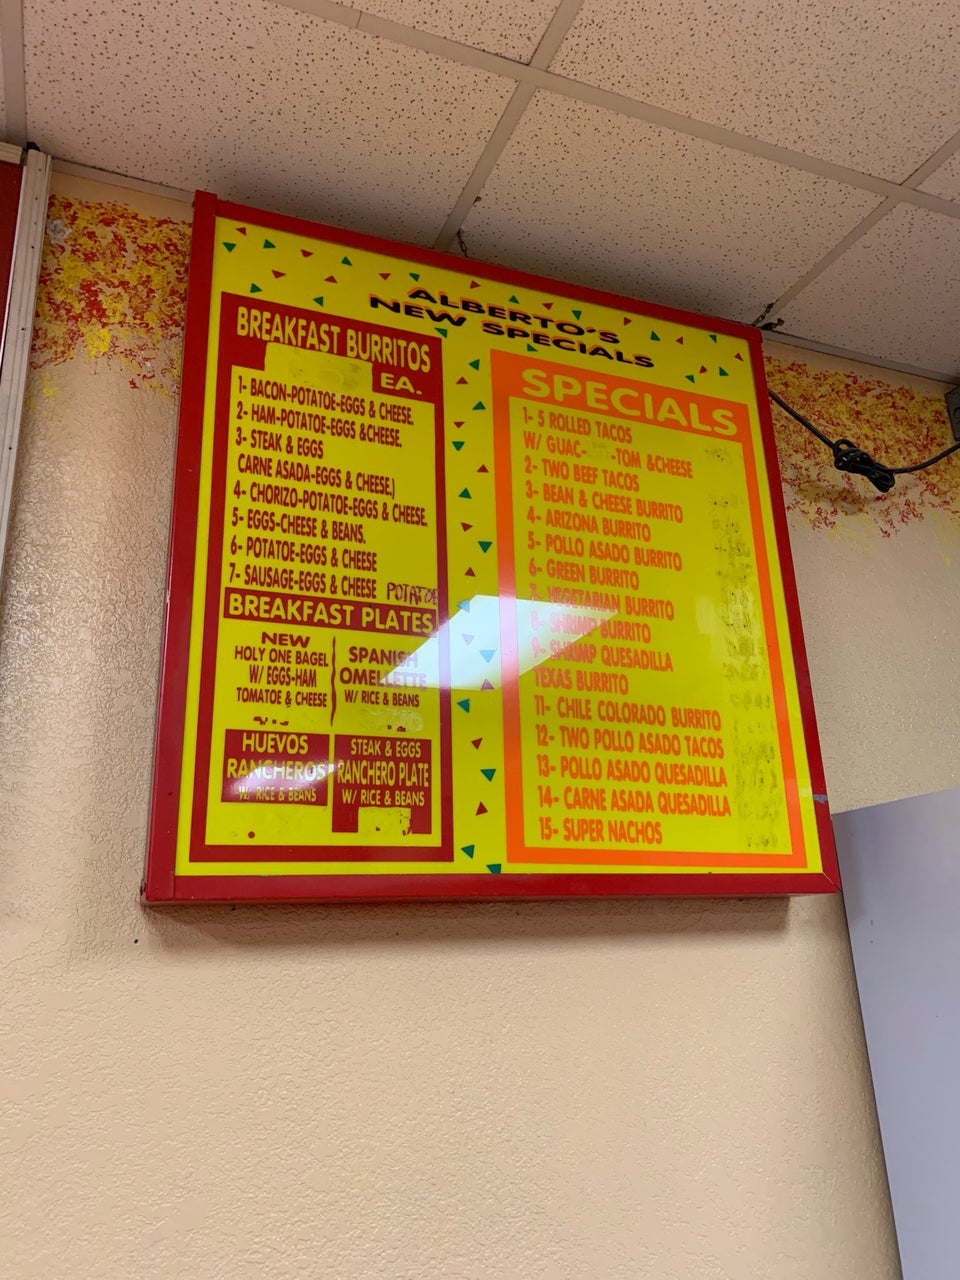 ALBERTO'S
NEW SPECIALS
BREAKFAST BURRITOS
EA.
1- BACON-POTATOE-EGGS & CHEESE.
2- HAM-POTATOE-EGGS &CHEESE.
3- STEAK & EGGS
CARNE ASADA-EGGS & CHEESE.)
4- CHORIZO-POTATOE-EGGS & CHEESE.
5- EGGS-CHEESE & BEANS.
6- POTATOE-EGGS & CHEESE
7- SAUSAGE-EGGS & CHEESE POTATOE
BREAKFAST PLATES
NEW
HOLY ONE BAGEL
W/ EGGS-HAM
TOMATOE & CHEESE
SPANISH
OMELLETTE
W/ RICE & BEANS
HUEVOS
RANCHEROS
W/ RICE & BEANS
STEAK & EGGS
RANCHERO PLATE
W/ RICE & BEANS
SPECIALS
1- 5 ROLLED TACOS
W/ GUAC- -TOM &CHEESE
2- TWO BEEF TACOS
3- BEAN & CHEESE BURRITO
4- ARIZONA BURRITO
5- POLLO ASADO BURRITO
6- GREEN BURRITO
7- VEGETARIAN BURRITO
8- SHRIMP BURRITO
9- SHRIMP QUESADILLA
TEXAS BURRITO
11- CHILE COLORADO BURRITO
12- TWO POLLO ASADO TACOS
13- POLLO ASADO QUESADILLA
14- CARNE ASADA QUESADILLA
15- SUPER NACHOS